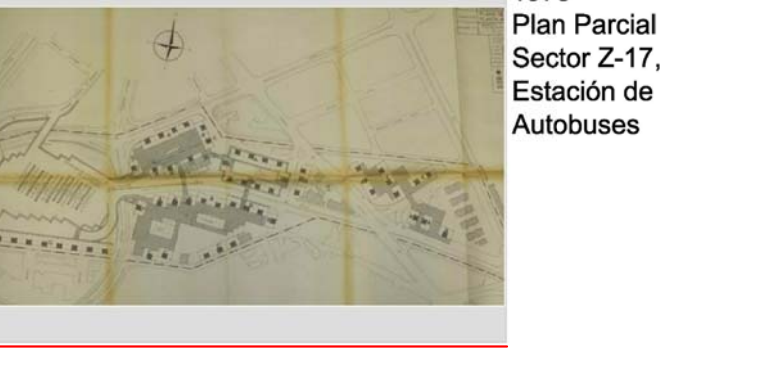 Plan Parcial
Sector Z-17,
Estación de
Autobuses